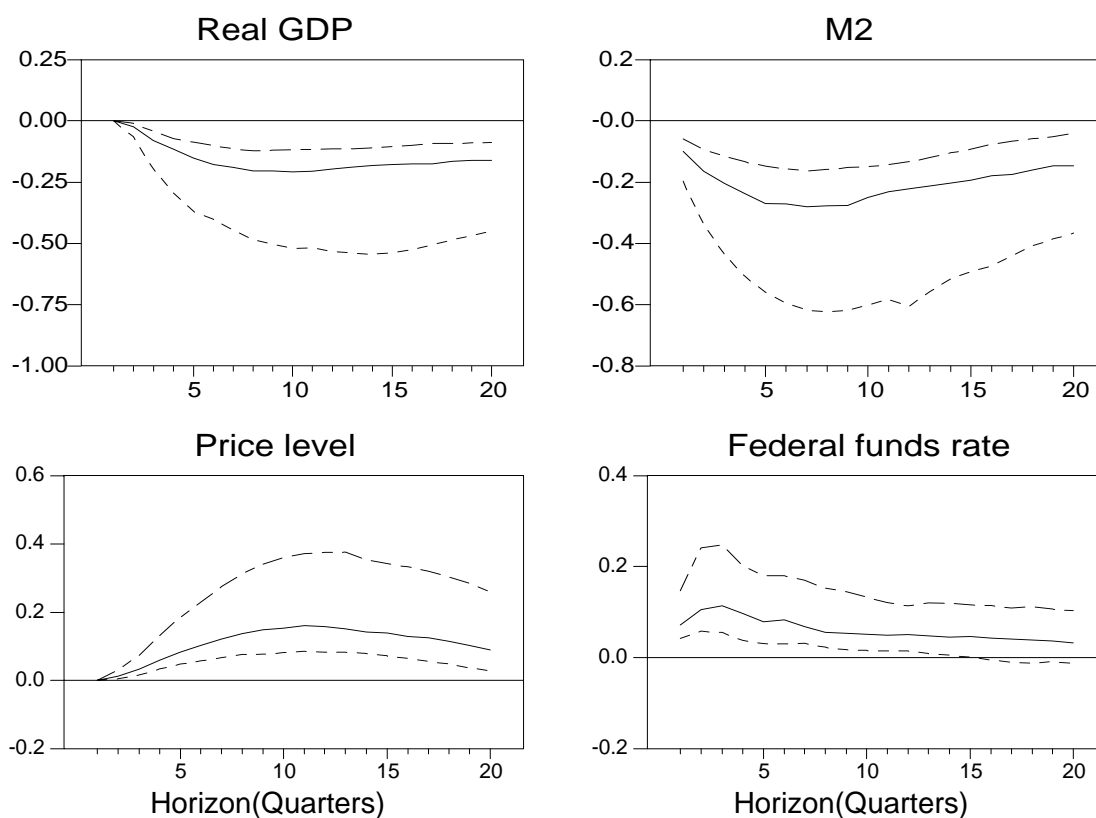 Real GDP
0.25
0.00
-0.25
-0.50
-0.75
-1.00
5 10 15 20
M2
0.2
-0.0
-0.2
-0.4
-0.6
-0.8
5 10 15 20
Price level
0.6
0.4
0.2
0.0
-0.2
5 10 15 20
Horizon(Quarters)
Federal funds rate
0.4
0.2
0.0
-0.2
5 10 15 20
Horizon(Quarters)